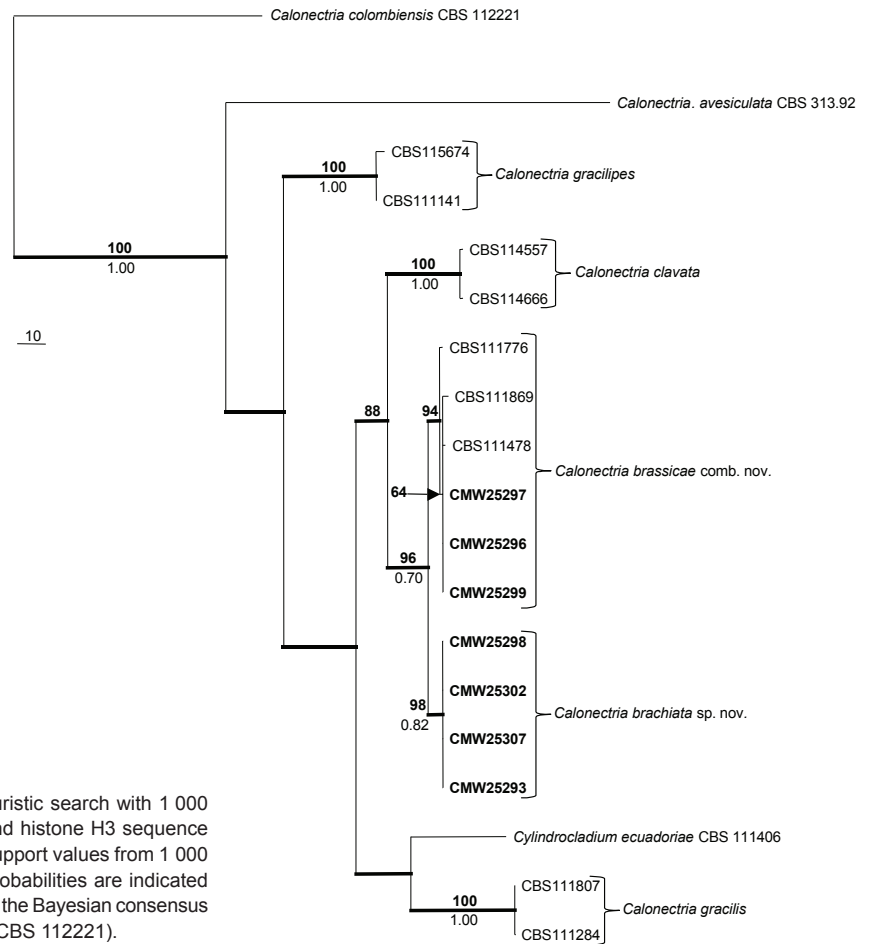 Calonectria colombiensis CBS 112221
Calonectria. avesiculata CBS 313.92
100
1.00
CBS115674
CBS111141
Calonectria gracilipes
100
1.00
100
1.00
CBS114557
CBS114666
Calonectria clavata
10
CBS111776
CBS111869
CBS111478
CMW25297
CMW25296
CMW25299
Calonectria brassicae comb. nov.
88
94
64
96
0.70
CMW25298
CMW25302
CMW25307
CMW25293
Calonectria brachiata sp. nov.
98
0.82
Cylindrocladium ecuadoriae CBS 111406
100
1.00
CBS111807
CBS111284
Calonectria gracilis
uristic search with 1 000
nd histone H3 sequence
upport values from 1 000
obabilities are indicated
the Bayesian consensus
CBS 112221).